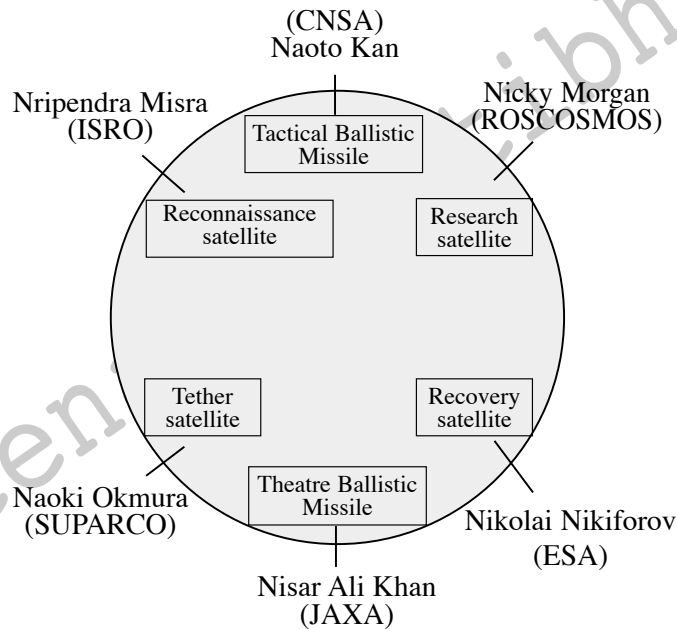 (CNSA)
Naoto Kan
Nripendra Misra
(ISRO)
Nicky Morgan
(ROSCOSMOS)
Tactical Ballistic
Missile
Reconnaissance
satellite
Research
satellite
Tether
satellite
Recovery
satellite
Naoki Okmura
(SUPARCO)
Theatre Ballistic
Missile
Nikolai Nikiforov
(ESA)
Nisar Ali Khan
(JAXA)